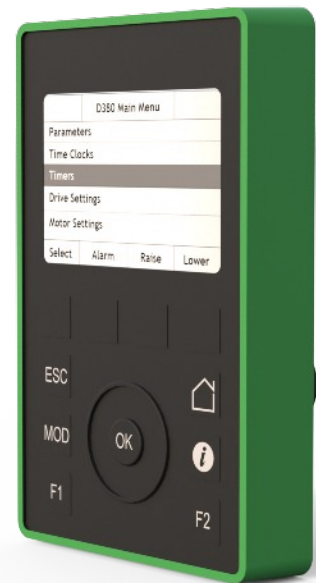 D380 Main Menu
Parameters
Time Clocks
Timers
Drive Settings
Motor Settings
Select Alarm Raise Lower
ESC
MOD OK i
F1 F2